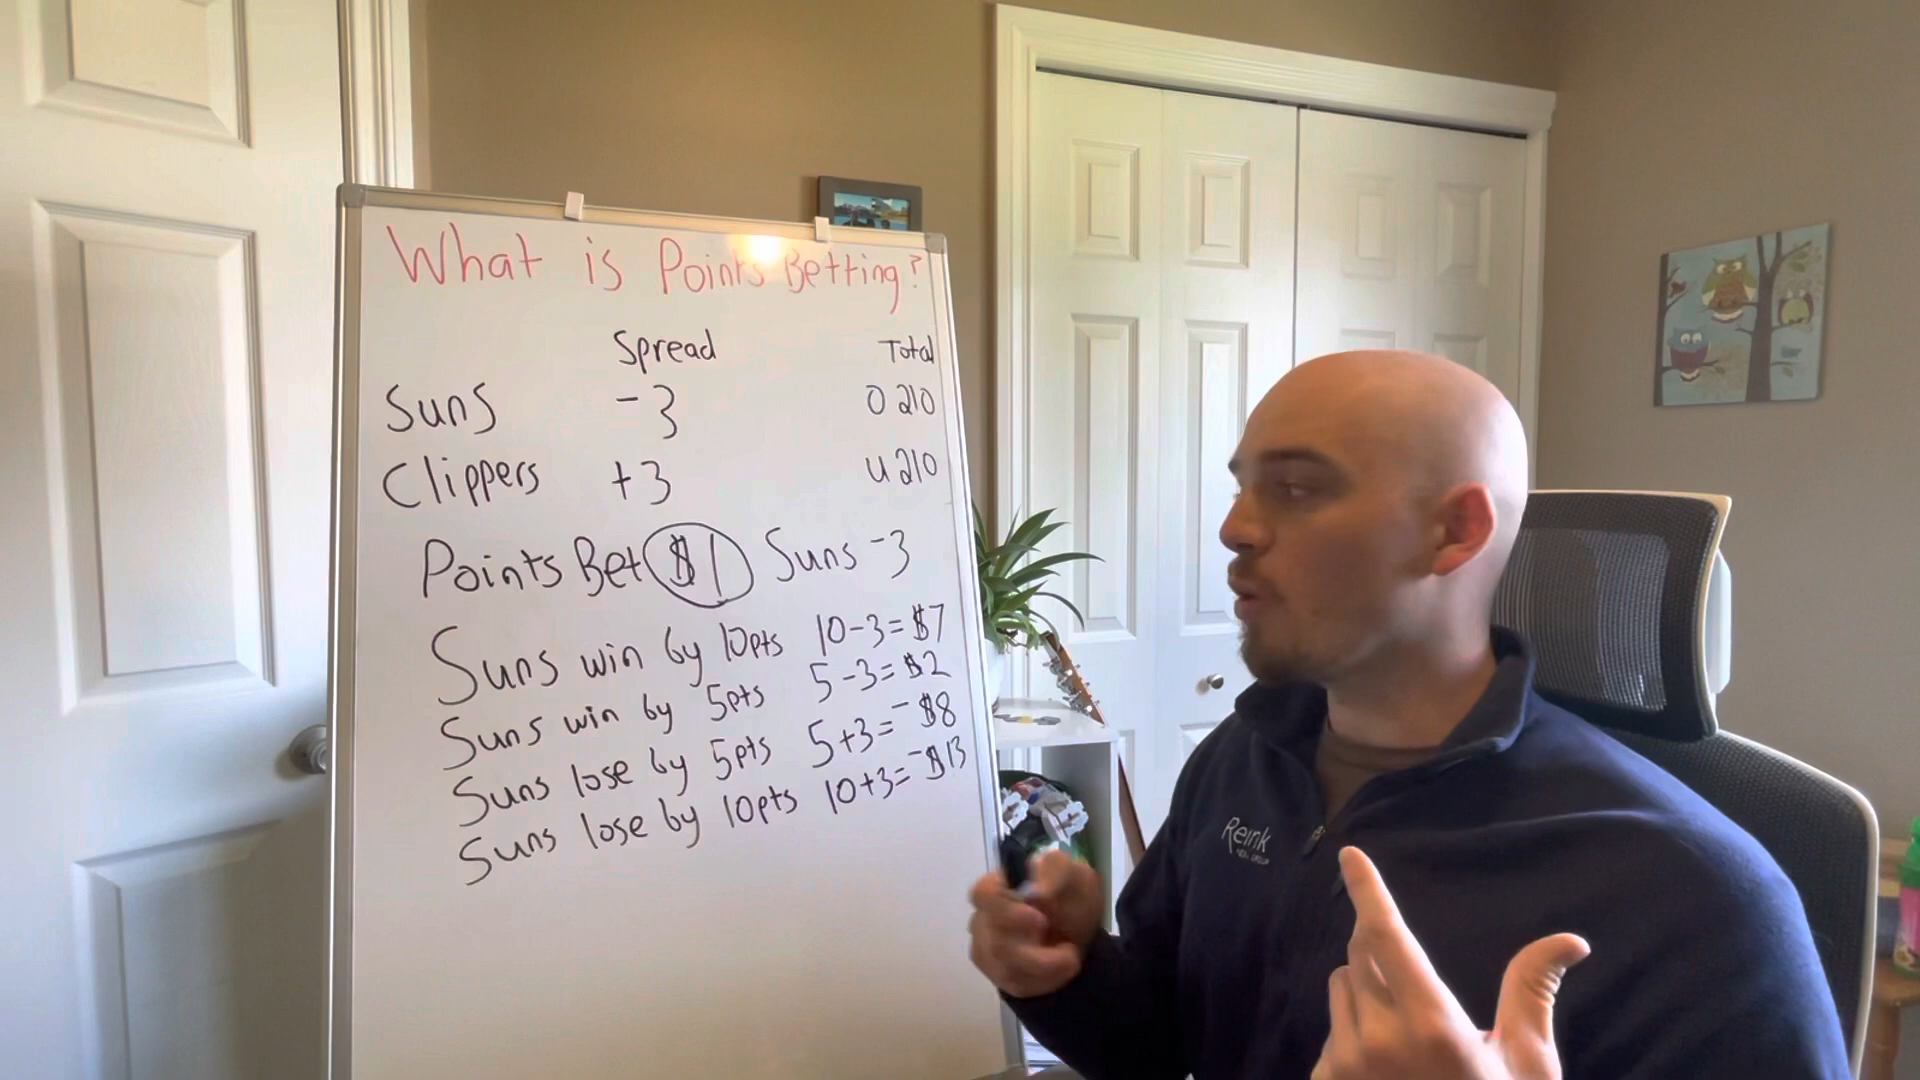 What is Points Betting?
Spread Total
Suns -3 O 210
Clippers +3 U 210
Points Bet $1 Suns -3
Suns win by 10pts 10-3=$7
Suns win by 5pts 5-3=$2
Suns lose by 5pts 5+3=-$8
Suns lose by 10pts 10+3=-$13
Reink
GROUP